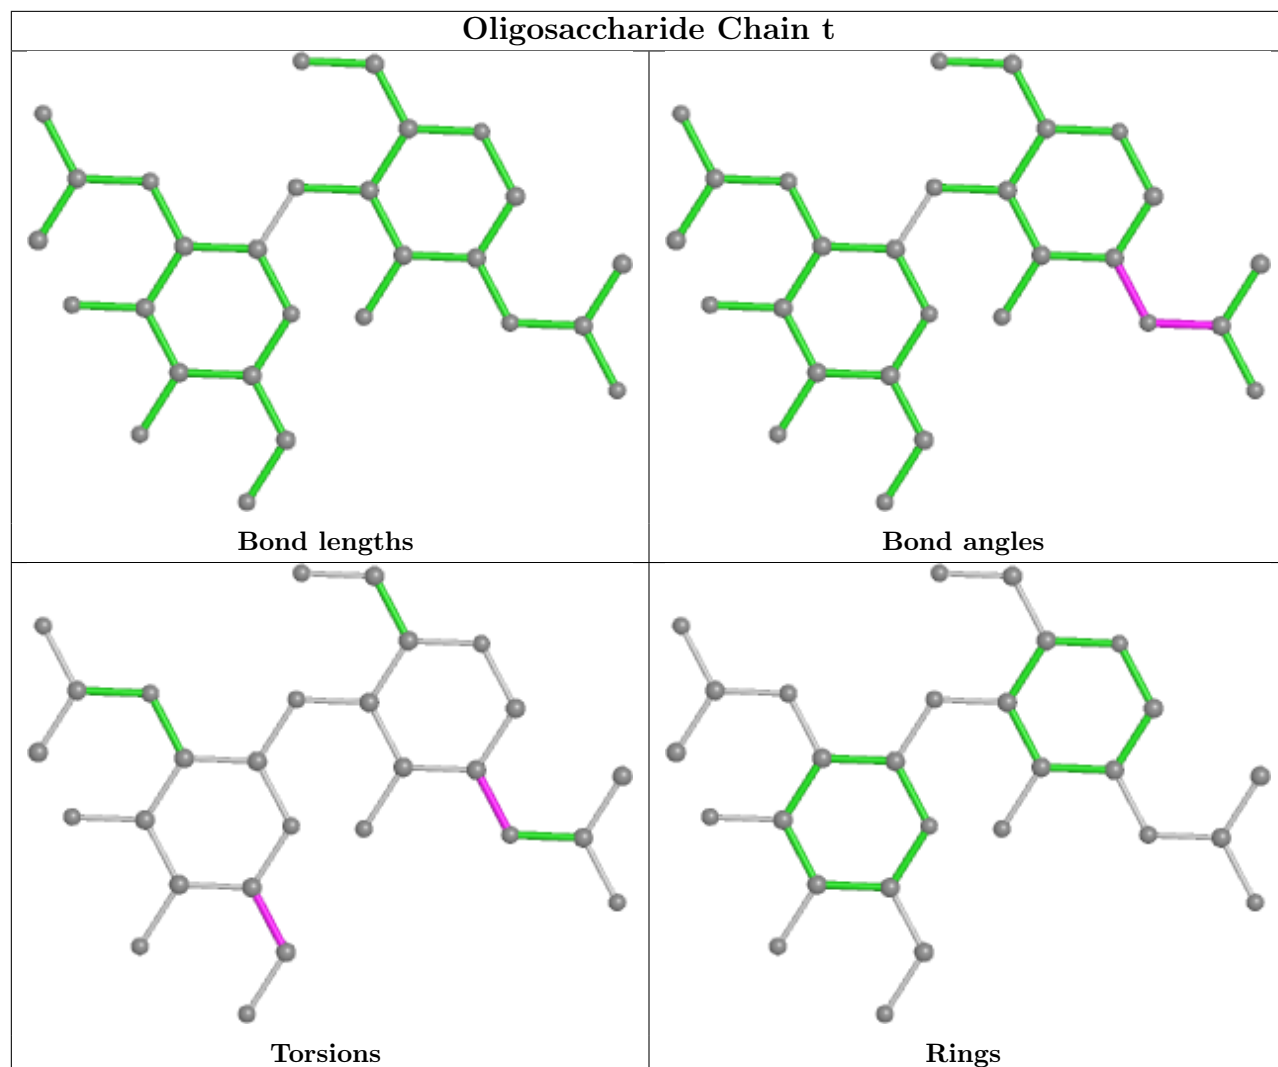 Oligosaccharide Chain t
Bond lengths
Bond angles
Torsions
Rings